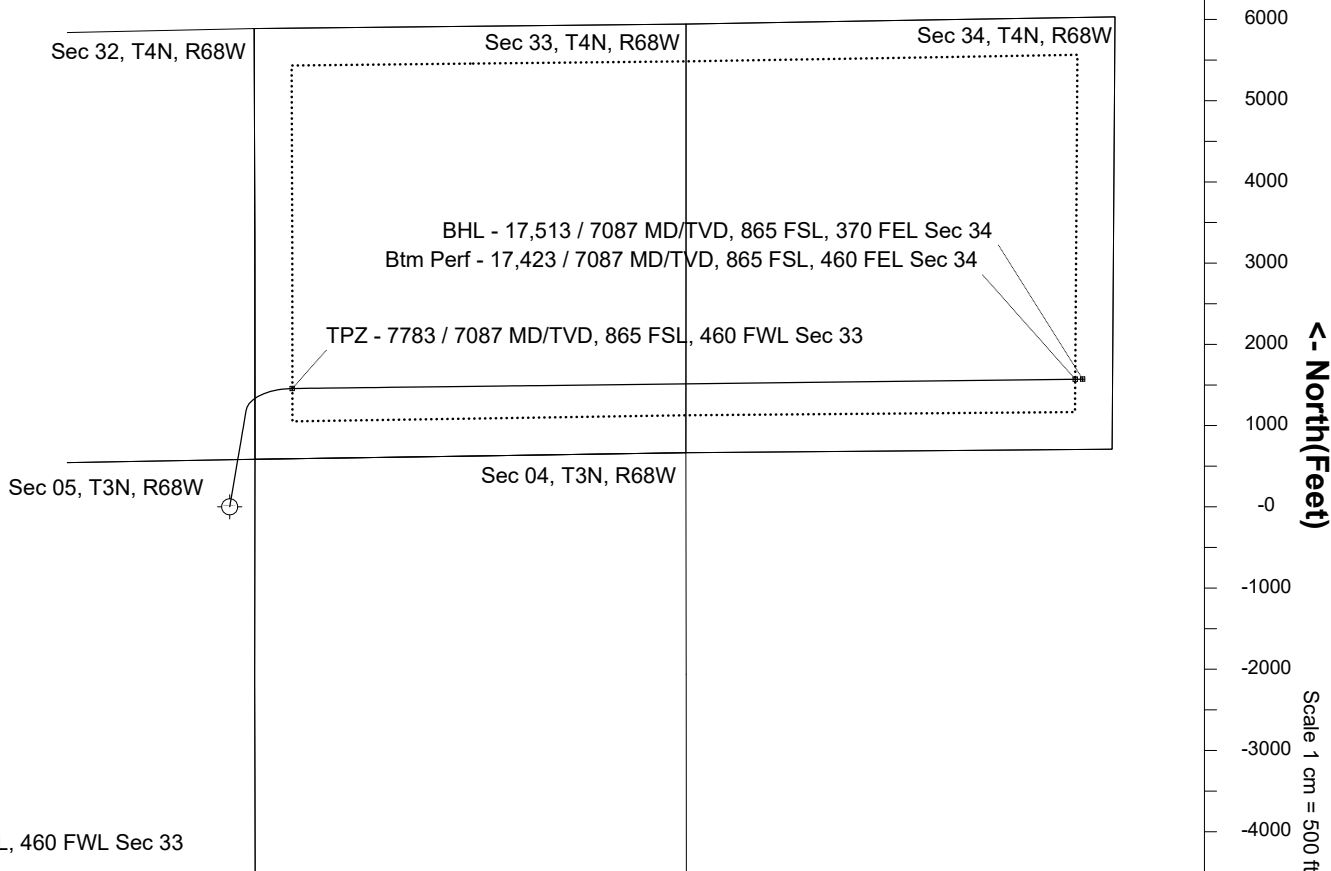 6000
Sec 32, T4N, R68W
Sec 33, T4N, R68W
Sec 34, T4N, R68W
5000
4000
BHL - 17,513 / 7087 MD/TVD, 865 FSL, 370 FEL Sec 34
Btm Perf - 17,423 / 7087 MD/TVD, 865 FSL, 460 FEL Sec 34
3000
TPZ - 7783 / 7087 MD/TVD, 865 FSL, 460 FWL Sec 33
2000
1000
Sec 05, T3N, R68W
Sec 04, T3N, R68W
-0
-1000
-2000
-3000
-4000
<- North(Feet)
Scale 1 cm = 500 ft
L, 460 FWL Sec 33